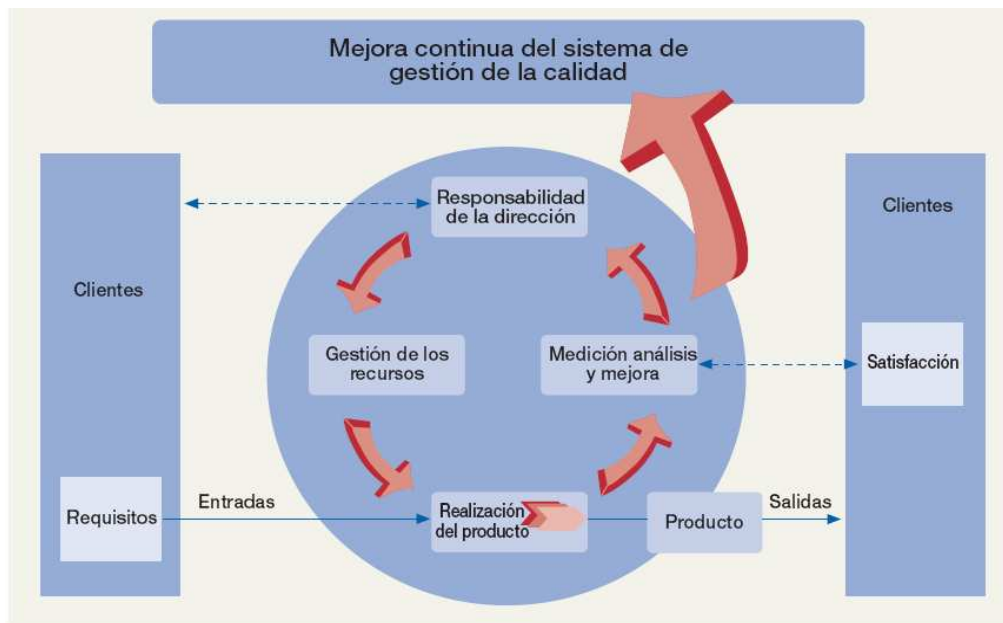 Mejora continua del sistema de
gestión de la calidad
Responsabilidad
de la dirección
Clientes
Clientes
Gestión de los
recursos
Medición análisis
y mejora
Satisfacción
Requisitos
Entradas
Realización
del producto
Producto
Salidas